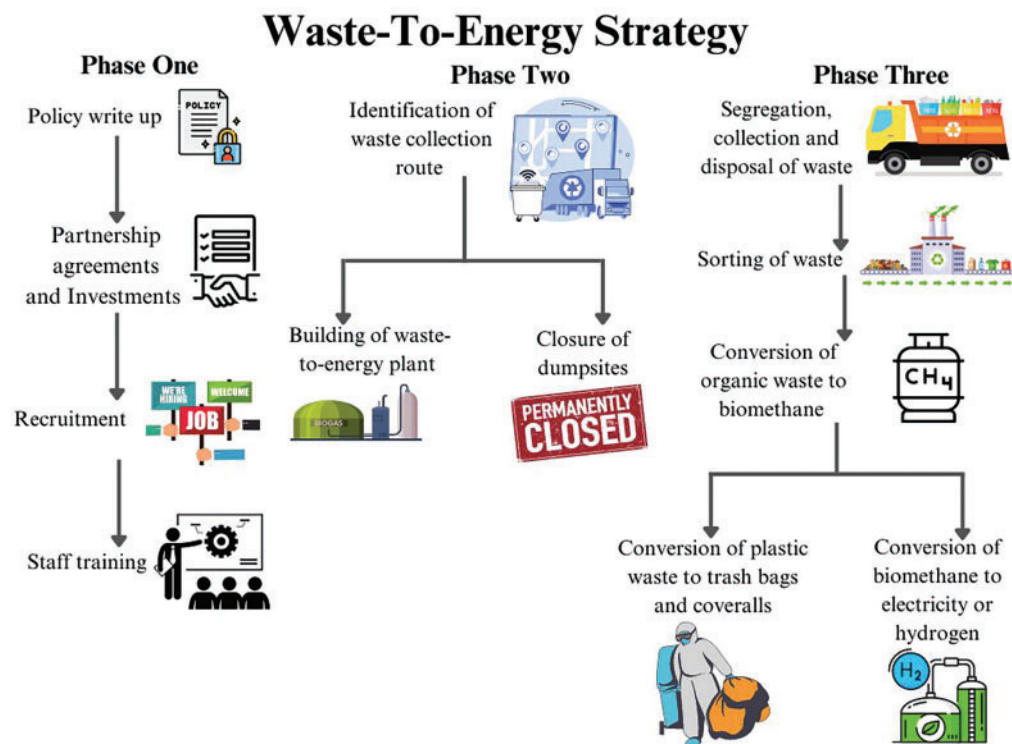 Waste-To-Energy Strategy
Phase One
Policy write up
POLICY
Partnership
agreements
and Investments
Recruitment
WE'RE
HIRING
JOB
WELCOME
Staff training
Phase Two
Identification of
waste collection
route
Building of waste-
to-energy plant
BIOGAS
Closure of
dumpsites
PERMANENTLY
CLOSED
Phase Three
Segregation,
collection and
disposal of waste
Sorting of waste
Conversion of
organic waste to
biomethane
CH4
Conversion of plastic
waste to trash bags
and coveralls
Conversion of
biomethane to
electricity or
hydrogen
H2